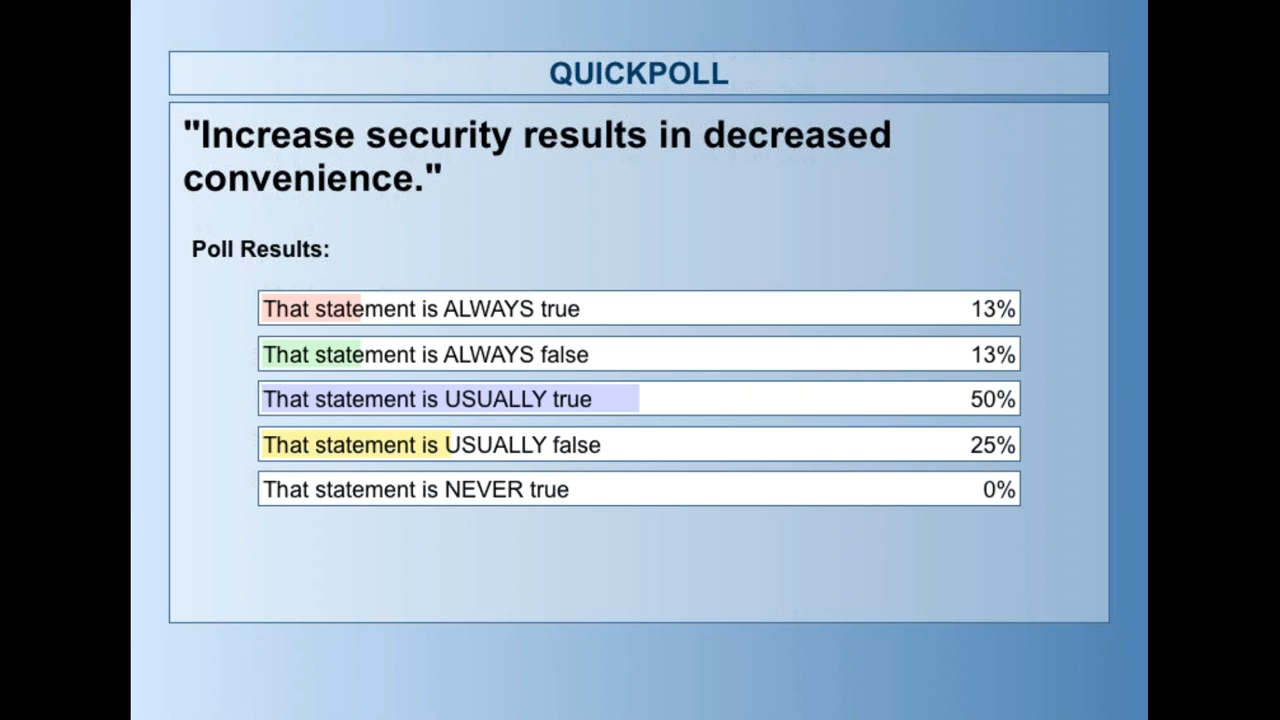 QUICKPOLL
"Increase security results in decreased
convenience."
Poll Results:
That statement is ALWAYS true 13%
That statement is ALWAYS false 13%
That statement is USUALLY true 50%
That statement is USUALLY false 25%
That statement is NEVER true 0%